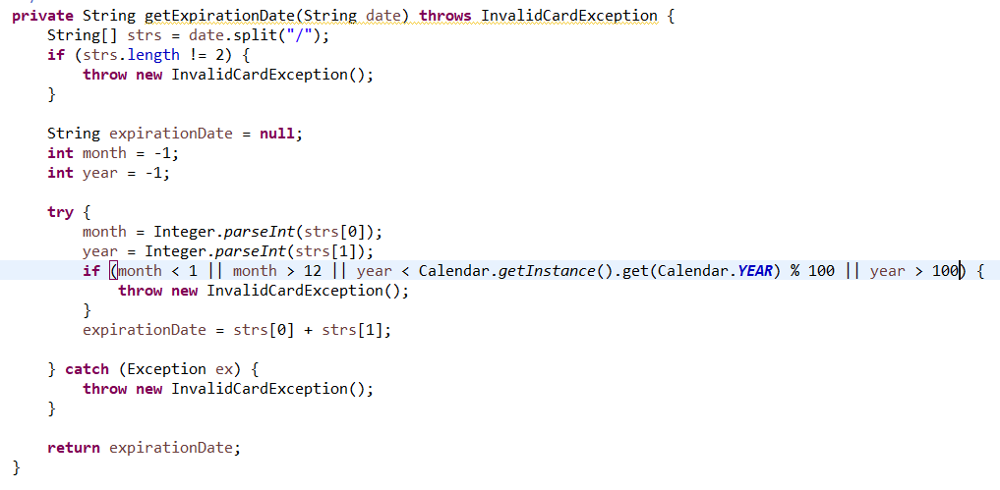 private String getExpirationDate(String date) throws InvalidCardException {
    String[] strs = date.split("/");
    if (strs.length != 2) {
        throw new InvalidCardException();
    }

    String expirationDate = null;
    int month = -1;
    int year = -1;

    try {
        month = Integer.parseInt(strs[0]);
        year = Integer.parseInt(strs[1]);
        if (month < 1 || month > 12 || year < Calendar.getInstance().get(Calendar.YEAR) % 100 || year > 100) {
            throw new InvalidCardException();
        }
        expirationDate = strs[0] + strs[1];

    } catch (Exception ex) {
        throw new InvalidCardException();
    }

    return expirationDate;
}